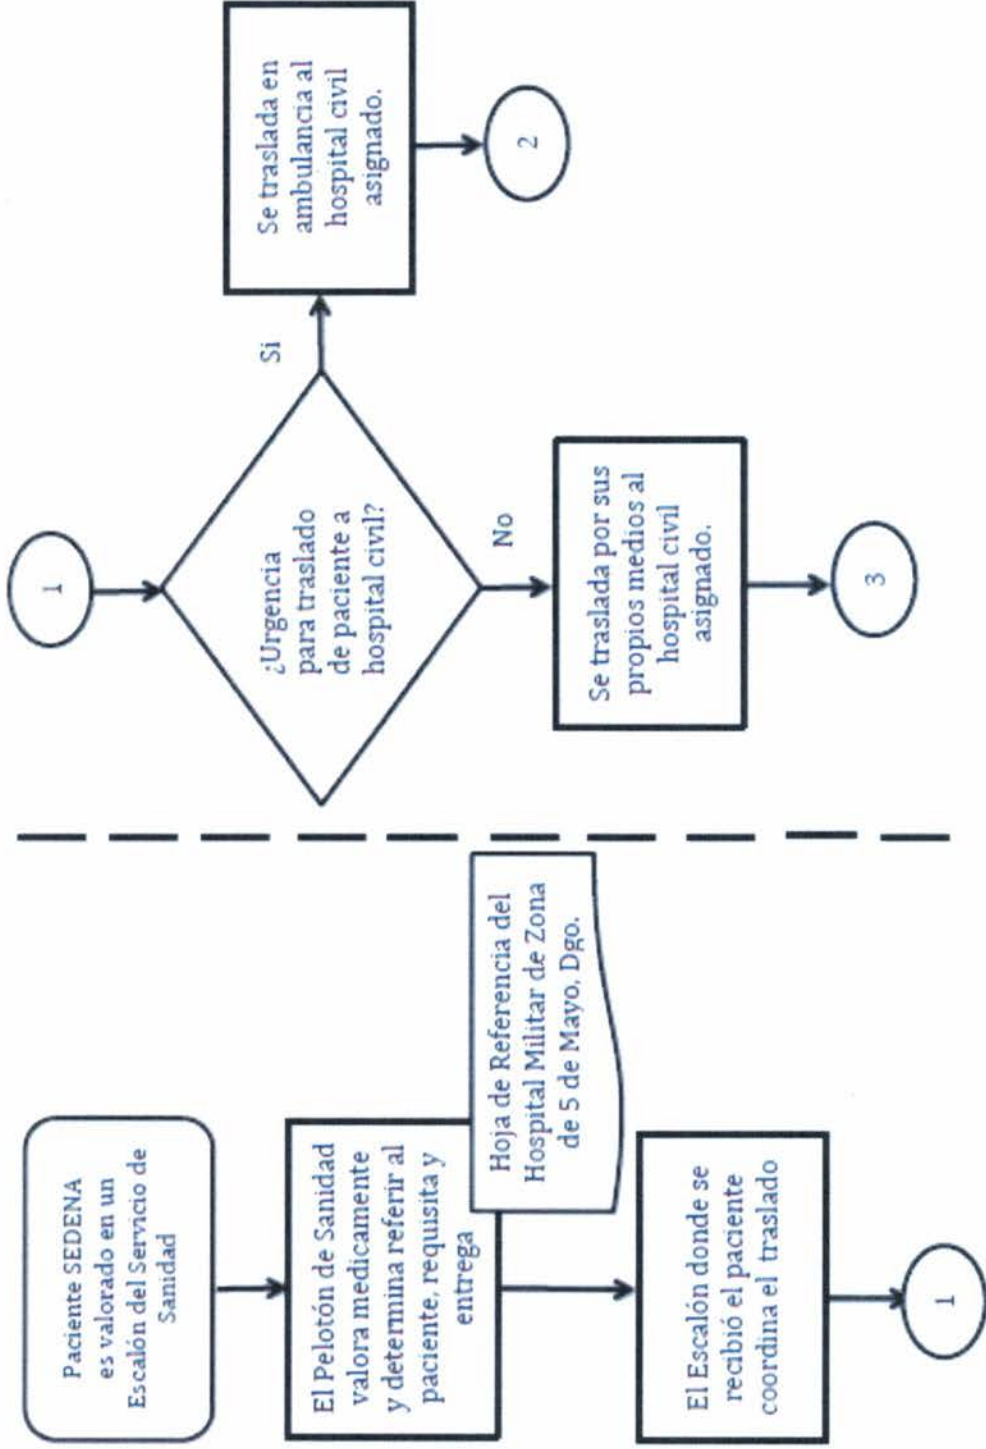 Paciente SEDENA
es valorado en un
Escalón del Servicio de
Sanidad
El Pelotón de Sanidad
valora medicamente
y determina referir al
paciente, requisita y
entrega
Hoja de Referencia del
Hospital Militar de Zona
de 5 de Mayo, Dgo.
El Escalón donde se
recibió el paciente
coordina el traslado
1
1
¿Urgencia
para traslado
de paciente a
hospital civil?
Si
Se traslada en
ambulancia al
hospital civil
asignado.
2
No
Se traslada por sus
propios medios al
hospital civil
asignado.
3